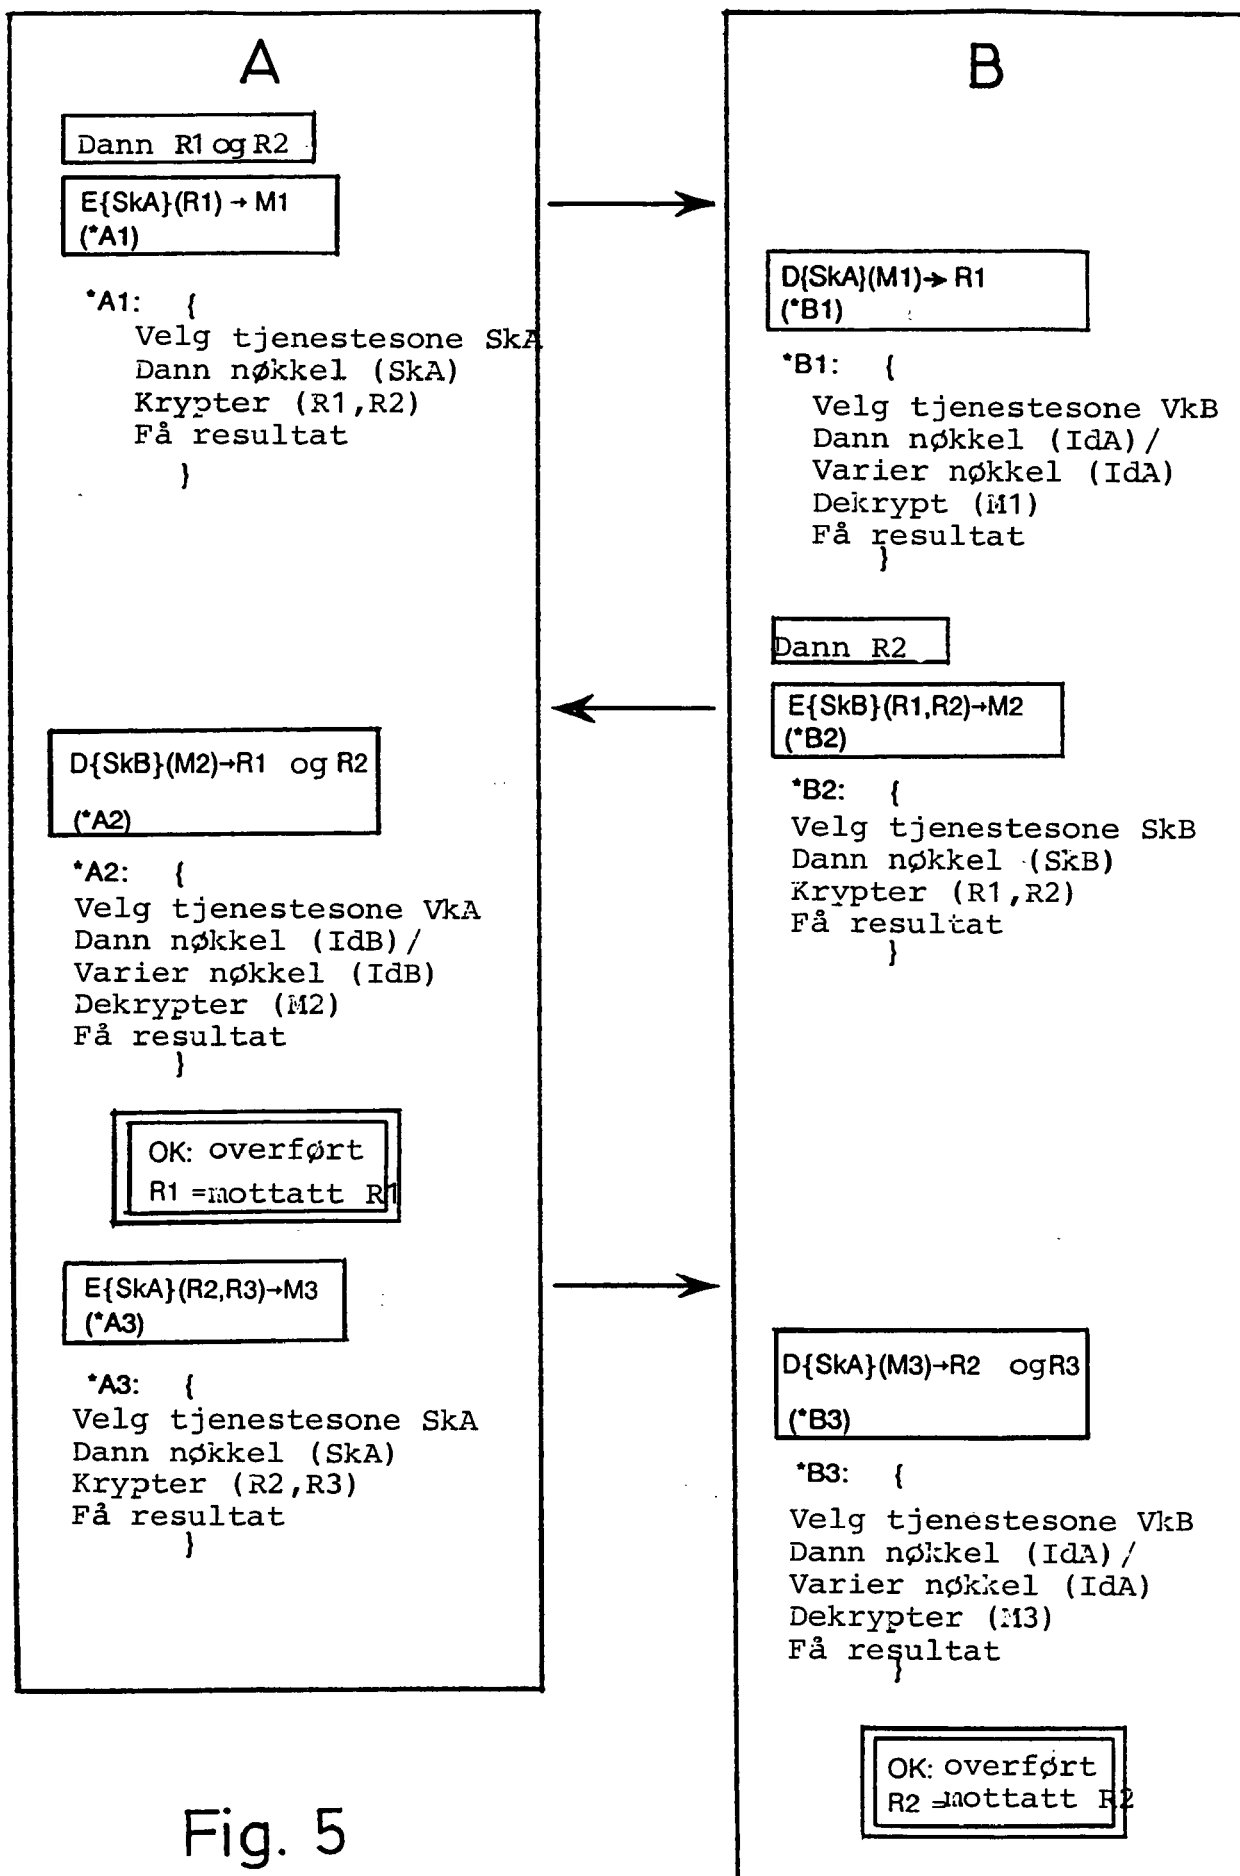 A
Dann R1 og R2
E{SkA}(R1)→M1
(*A1)
*A1: {
Velg tjenestesone SkA
Dann nøkkel (SkA)
Krypter (R1,R2)
Få resultat
}
D{SkB}(M2)→R1 og R2
(*A2)
*A2: {
Velg tjenestesone VkA
Dann nøkkel (IdB)/
Varier nøkkel (IdB)
Dekrypter (M2)
Få resultat
}
OK: overført
R1 =mottatt R1
E{SkA}(R2,R3)→M3
(*A3)
*A3: {
Velg tjenestesone SkA
Dann nøkkel (SkA)
Krypter (R2,R3)
Få resultat
}
B
D{SkA}(M1)→R1
(*B1)
*B1: {
Velg tjenestesone VkB
Dann nøkkel (IdA)/
Varier nøkkel (IdA)
Dekrypt (M1)
Få resultat
}
Dann R2
E{SkB}(R1,R2)→M2
(*B2)
*B2: {
Velg tjenestesone SkB
Dann nøkkel (SkB)
Krypter (R1,R2)
Få resultat
}
D{SkA}(M3)→R2 og R3
(*B3)
*B3: {
Velg tjenestesone VkB
Dann nøkkel (IdA)/
Varier nøkkel (IdA)
Dekrypter (M3)
Få resultat
}
OK: overført
R2 =mottatt R2
Fig. 5